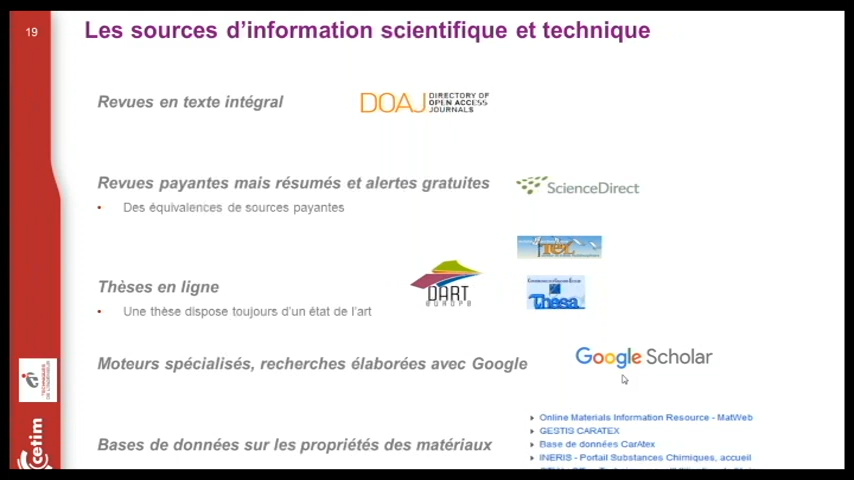 19
Les sources d’information scientifique et technique
Revues en texte intégral
DOAJ DIRECTORY OF
OPEN ACCESS
JOURNALS
Revues payantes mais résumés et alertes gratuites
ScienceDirect
• Des équivalences de sources payantes
Thèses en ligne
DART
EUROPE
Thesa
• Une thèse dispose toujours d’un état de l’art
Moteurs spécialisés, recherches élaborées avec Google
Google Scholar
TECHNIQUES
DE L'INGENIEUR
cetim
Bases de données sur les propriétés des matériaux
Online Materials Information Resource - MatWeb
GESTIS CARATEX
Base de données CarAtex
INERIS - Portail Substances Chimiques, accueil